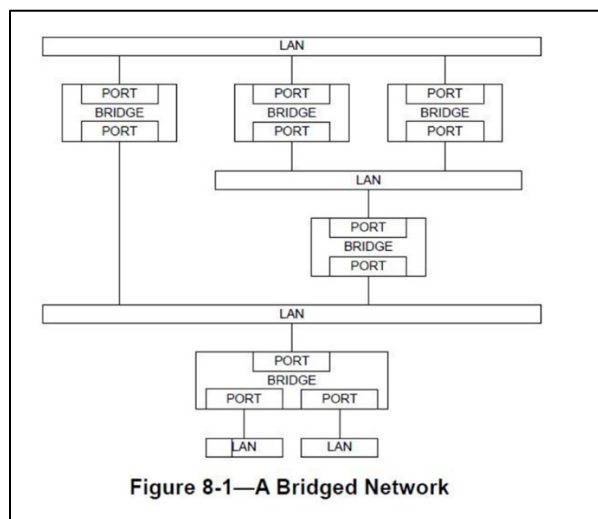 LAN
PORT PORT PORT
BRIDGE BRIDGE BRIDGE
PORT PORT PORT
LAN
PORT
BRIDGE
PORT
LAN
PORT
BRIDGE
PORT PORT
LAN LAN
Figure 8-1—A Bridged Network